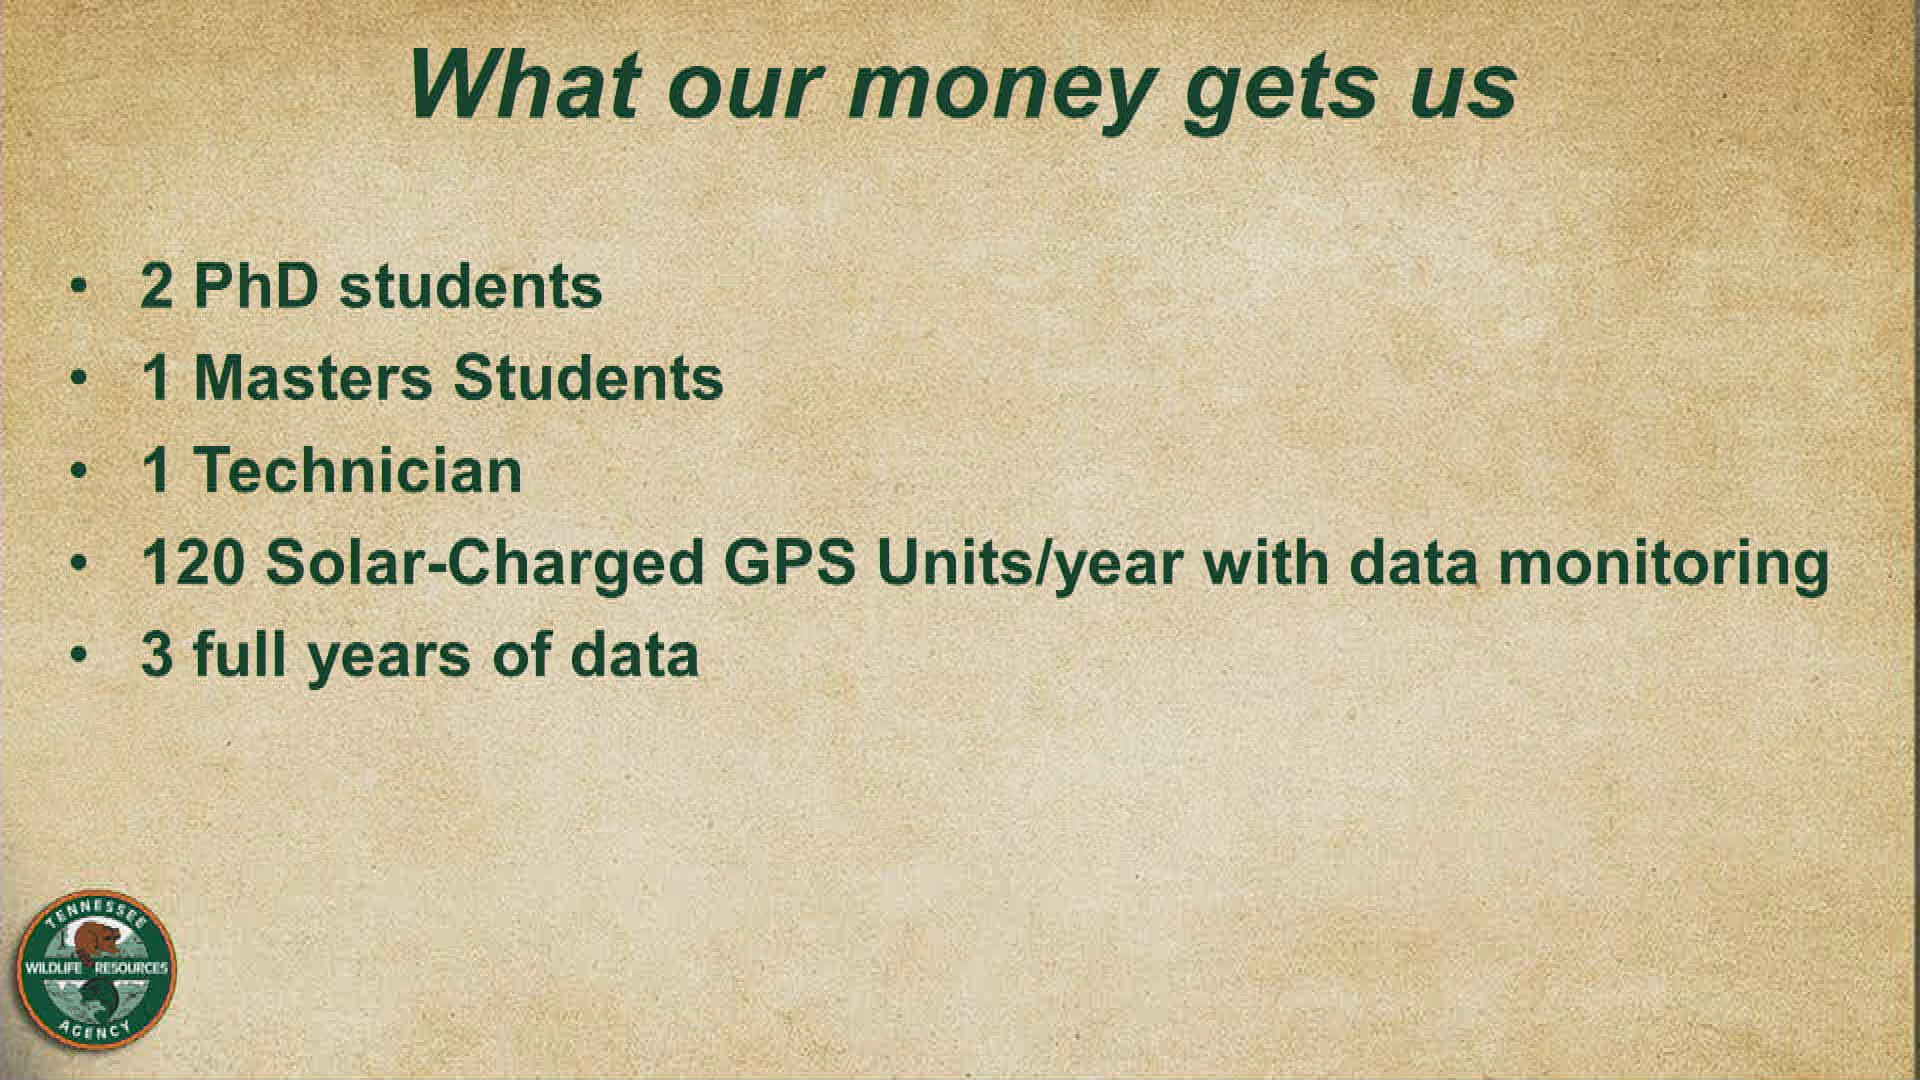 What our money gets us
• 2 PhD students
• 1 Masters Students
• 1 Technician
• 120 Solar-Charged GPS Units/year with data monitoring
• 3 full years of data
TENNESSEE
WILDLIFE RESOURCES
AGENCY